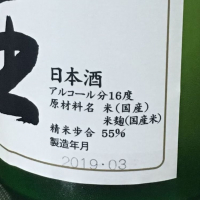 日本酒
アルコール分16度
原材料名 米(国産)
米麹(国産米)
精米歩合 55%
製造年月
2019・03